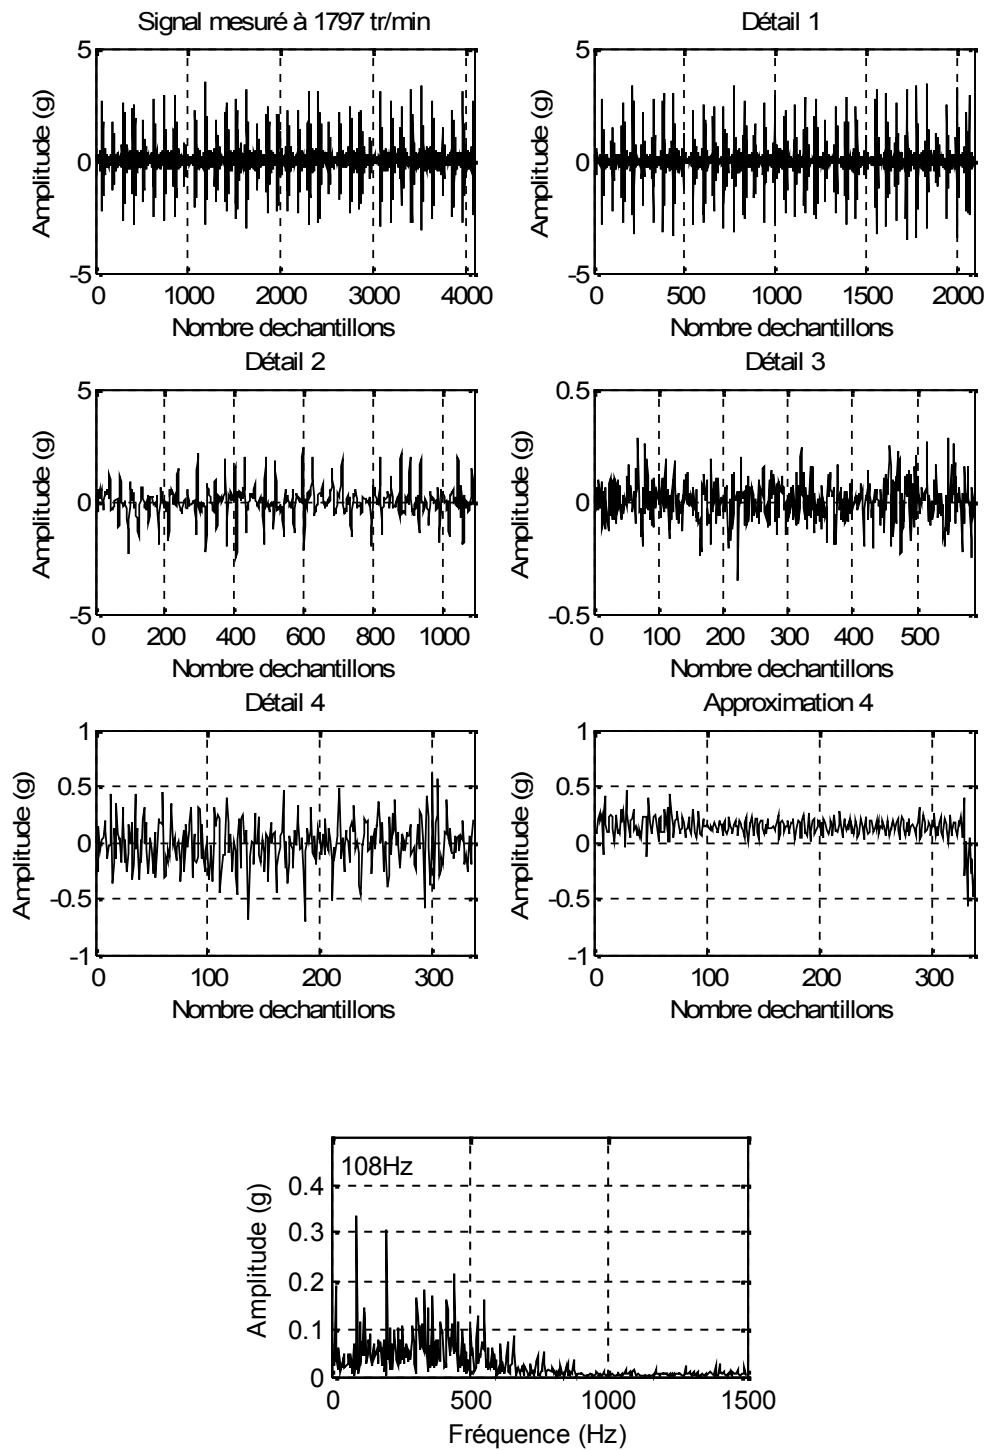 Signal mesuré à 1797 tr/min
Détail 1
5
0
-5
Amplitude (g)
0 1000 2000 3000 4000
Nombre dechantillons
5
0
-5
Amplitude (g)
0 500 1000 1500 2000
Nombre dechantillons
Détail 2
Détail 3
5
0
-5
Amplitude (g)
0 200 400 600 800 1000
Nombre dechantillons
0.5
0
-0.5
Amplitude (g)
0 100 200 300 400 500
Nombre dechantillons
Détail 4
Approximation 4
1
0.5
0
-0.5
-1
Amplitude (g)
0 100 200 300
Nombre dechantillons
1
0.5
0
-0.5
-1
Amplitude (g)
0 100 200 300
Nombre dechantillons
108Hz
0.4
0.3
0.2
0.1
0
Amplitude (g)
0 500 1000 1500
Fréquence (Hz)